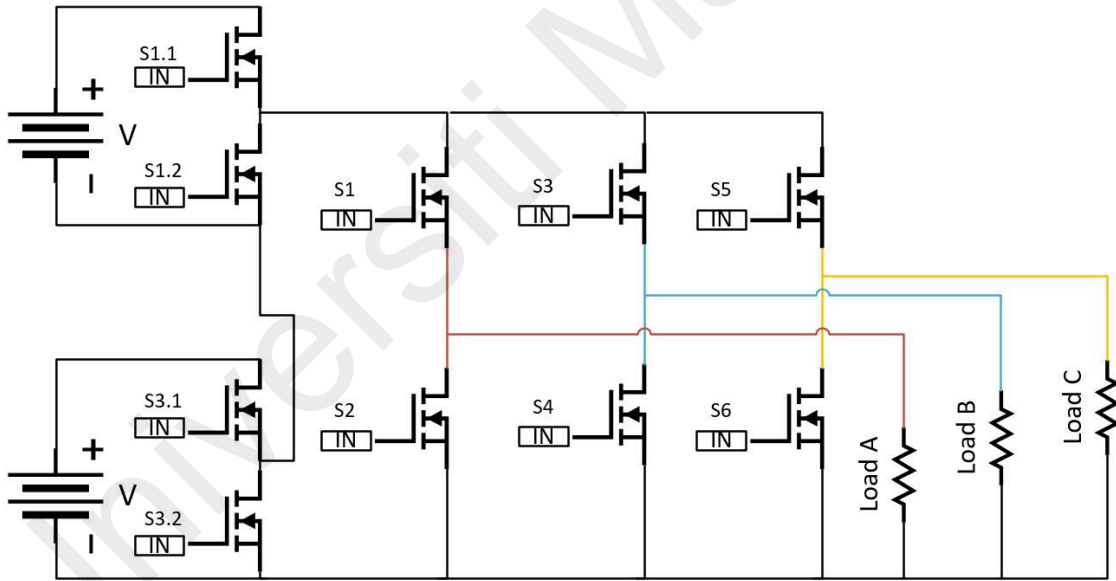 S1.1
IN
+
V
S1.2
IN
−
S1
IN
S3
IN
S5
IN
S3.1
IN
+
V
S3.2
IN
−
S2
IN
S4
IN
S6
IN
Load A
Load B
Load C
Universiti M